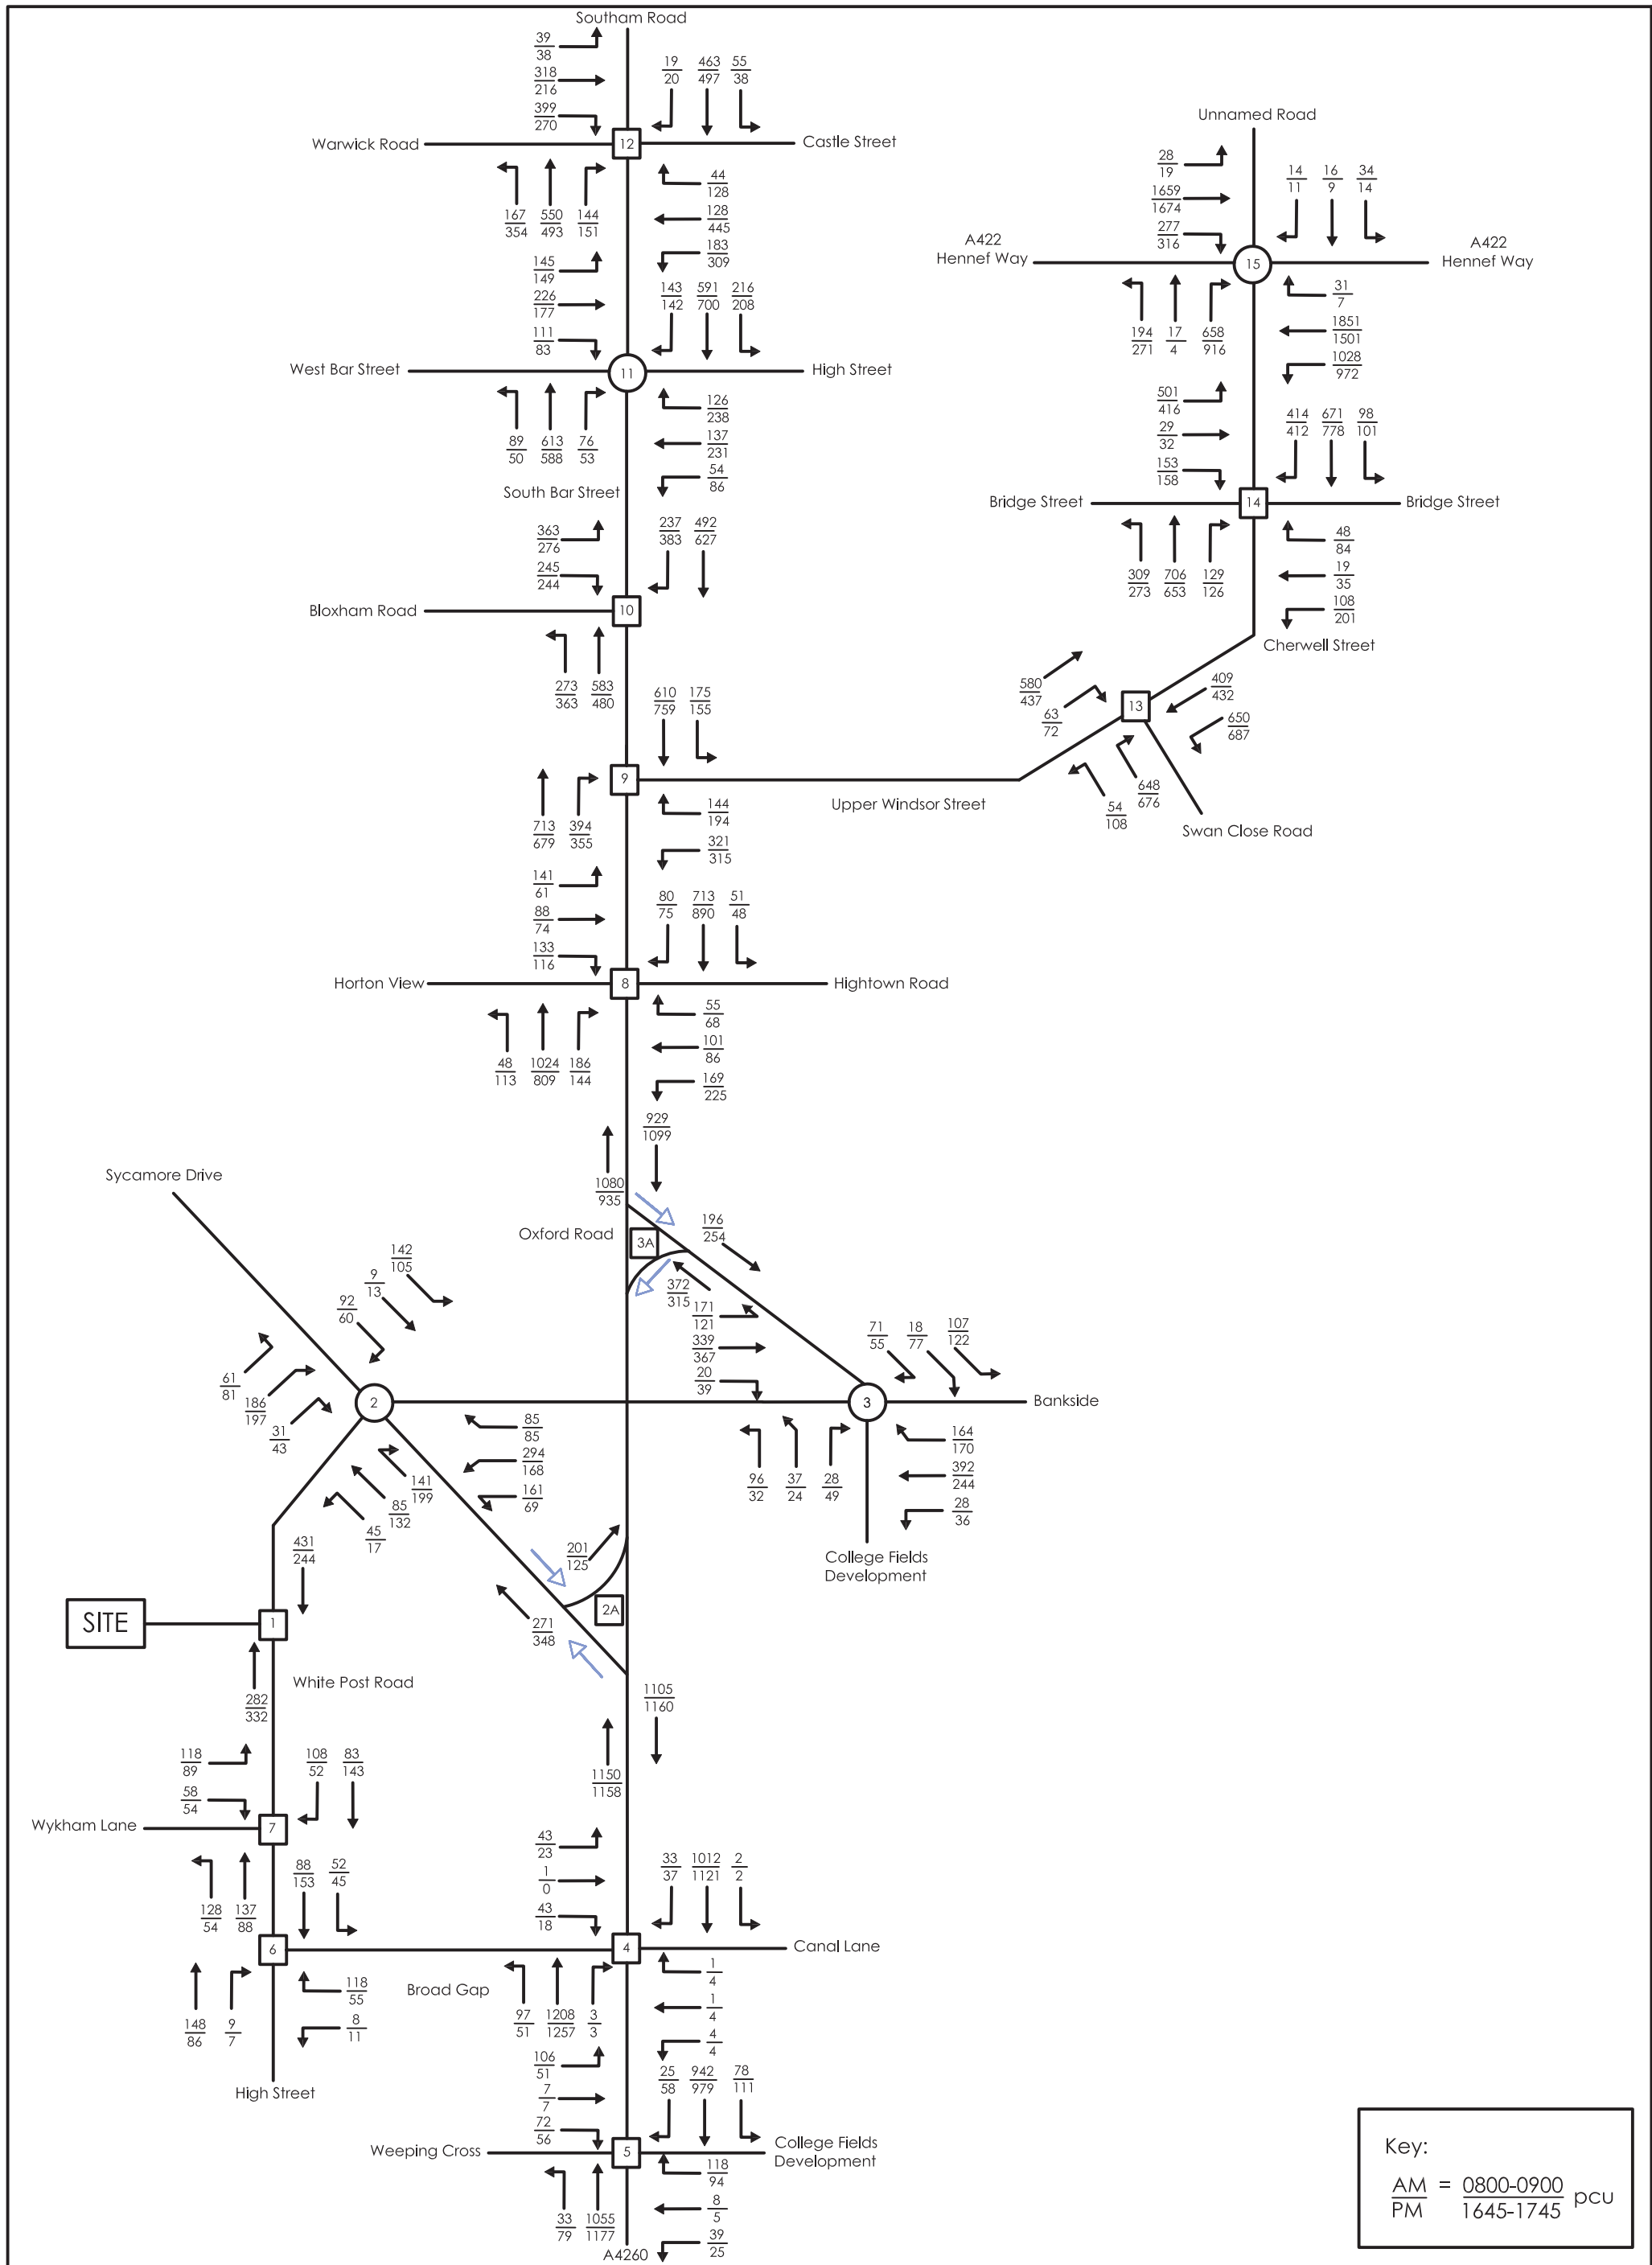 Southam Road
39
38
318
216
399
270
19 463 55
20 497 38
Warwick Road
12
Castle Street
167 550 144
354 493 151
44
128
128
445
183
309
145
149
226
177
111
83
143 591 216
142 700 208
West Bar Street
11
High Street
89 613 76
50 588 53
126
238
137
231
54
86
South Bar Street
363
276
245
244
237 492
383 627
Bloxham Road
10
273 583
363 480
610 175
759 155
9
713 394
679 355
144
194
321
315
Upper Windsor Street
141
61
88
74
133
116
80 713 51
75 890 48
Horton View
8
Hightown Road
48 1024 186
113 809 144
55
68
101
86
169
225
929
1099
1080
935
Unnamed Road
28
19
1659
1674
277
316
14 16 34
11 9 14
A422
Hennef Way
15
A422
Hennef Way
194 17 658
271 4 916
31
7
1851
1501
1028
972
501
416
29
32
153
158
414 671 98
412 778 101
Bridge Street
14
Bridge Street
309 706 129
273 653 126
48
84
19
35
108
201
Cherwell Street
580
437
63
72
13
409
432
650
687
54
108
648
676
Swan Close Road
Sycamore Drive
Oxford Road
3A
196
254
372
315
142
105
9
13
92
60
61
81
186
197
31
43
2
171
121
339
367
20
39
71 18 107
55 77 122
3
Bankside
96 37 28
32 24 49
164
170
392
244
28
36
College Fields
Development
85
85
294
168
161
69
141
199
85
132
45
17
201
125
2A
271
348
431
244
SITE
1
White Post Road
282
332
1105
1160
1150
1158
118
89
58
54
108 83
52 143
Wykham Lane
7
128 137
54 88
88 52
153 45
6
148 9
86 7
118
55
8
11
High Street
43
23
1
0
43
18
33 1012 2
37 1121 2
4
Canal Lane
Broad Gap
97 1208 3
51 1257 3
1
4
1
4
4
4
106
51
7
7
72
56
25 942 78
58 979 111
Weeping Cross
5
College Fields
Development
33 1055
79 1177
118
94
8
5
39
25
A4260
Key:
AM = 0800-0900 pcu
PM 1645-1745